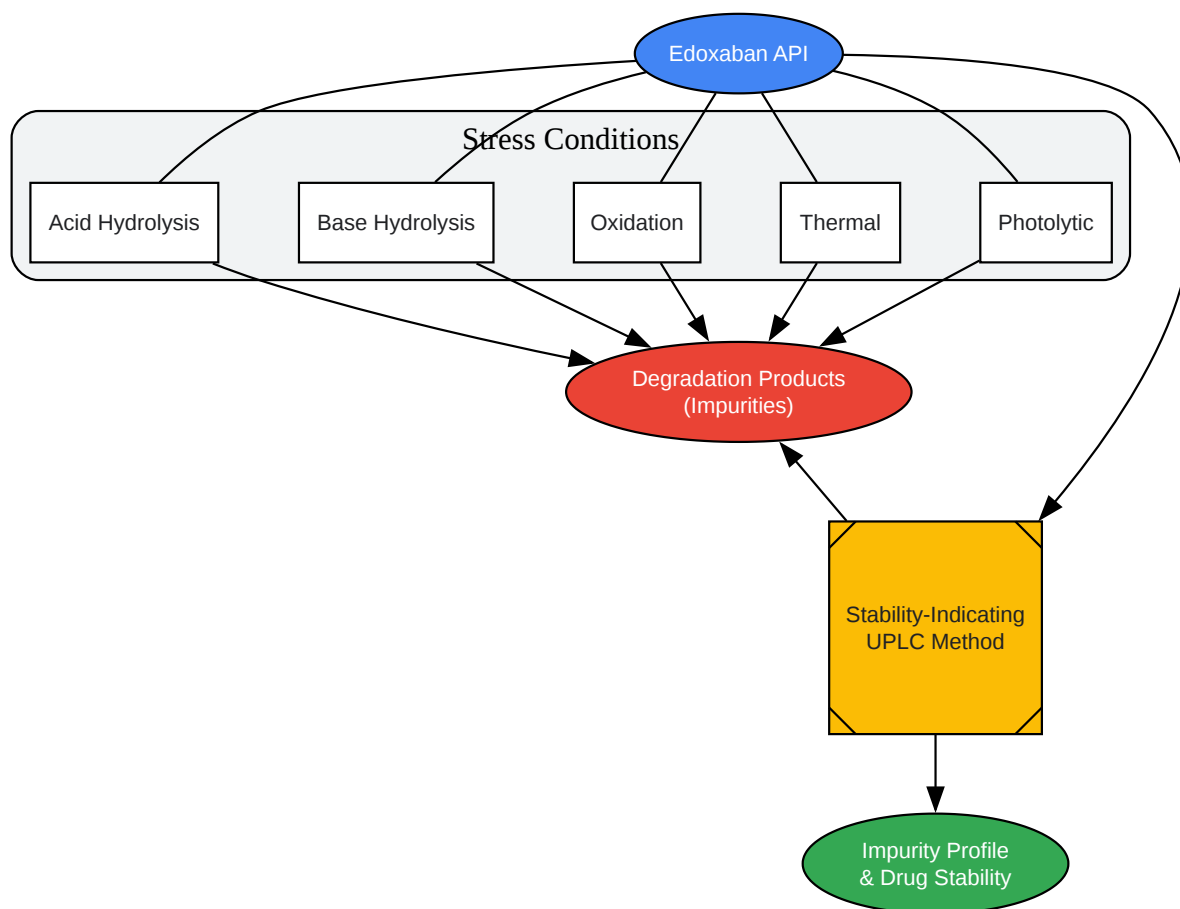 Edoxaban API
Stress Conditions
Acid Hydrolysis
Base Hydrolysis
Oxidation
Thermal
Photolytic
Degradation Products
(Impurities)
Stability-Indicating
UPLC Method
Impurity Profile
& Drug Stability